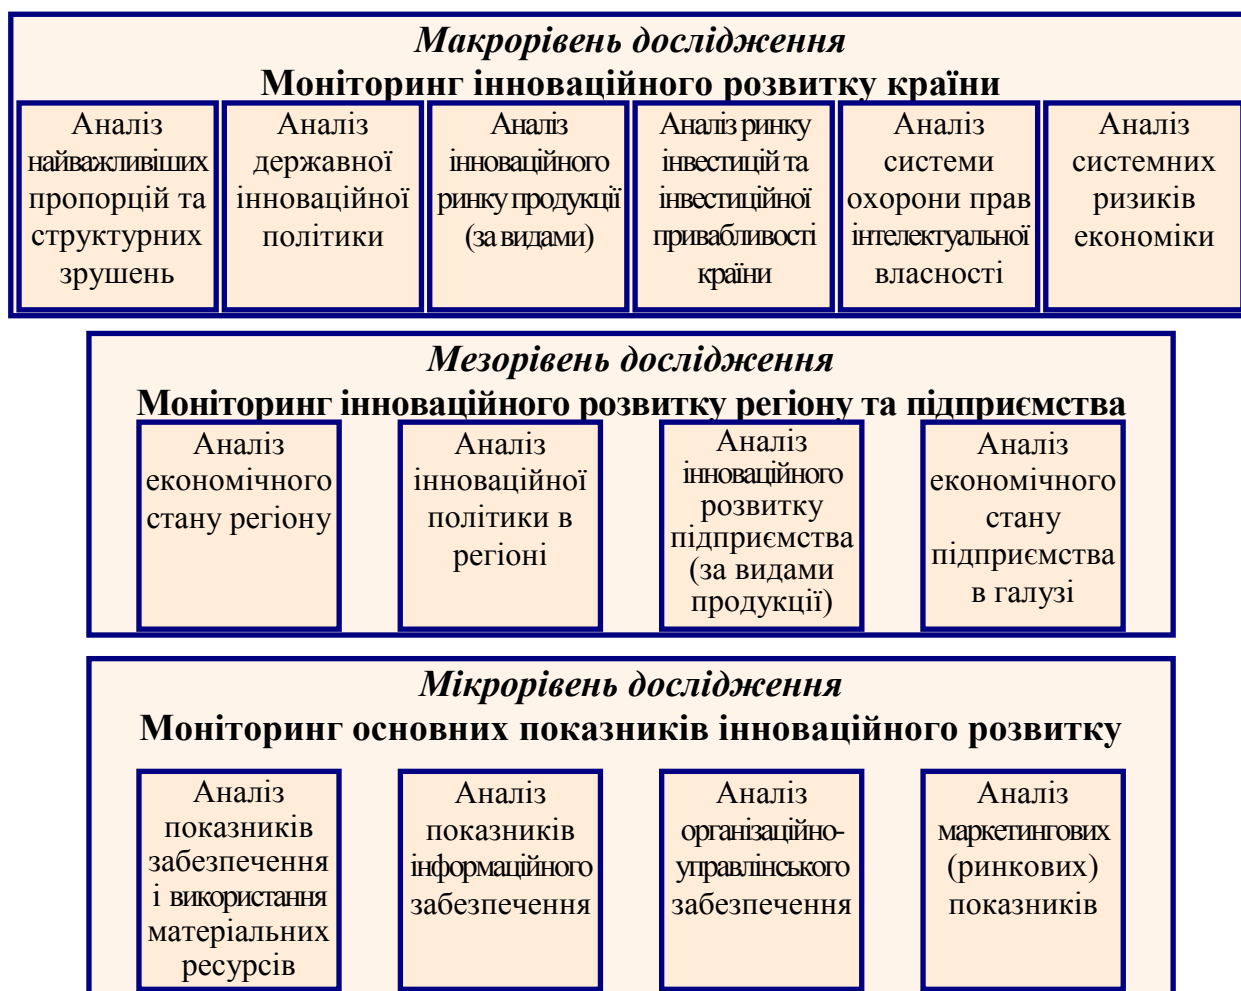 Макрорівень дослідження
Моніторинг інноваційного розвитку країни
Аналіз
найважливіших
пропорцій та
структурних
зрушень
Аналіз
державної
інноваційної
політики
Аналіз
інноваційного
ринку продукції
(за видами)
Аналіз ринку
інвестицій та
інвестиційної
привабливості
країни
Аналіз
системи
охорони прав
інтелектуальної
власності
Аналіз
системних
ризиків
економіки
Мезорівень дослідження
Моніторинг інноваційного розвитку регіону та підприємства
Аналіз
економічного
стану регіону
Аналіз
інноваційної
політики в
регіоні
Аналіз
інноваційного
розвитку
підприємства
(за видами
продукції)
Аналіз
економічного
стану
підприємства
в галузі
Мікрорівень дослідження
Моніторинг основних показників інноваційного розвитку
Аналіз
показників
забезпечення
і використання
матеріальних
ресурсів
Аналіз
показників
інформаційного
забезпечення
Аналіз
організаційно-
управлінського
забезпечення
Аналіз
маркетингових
(ринкових)
показників